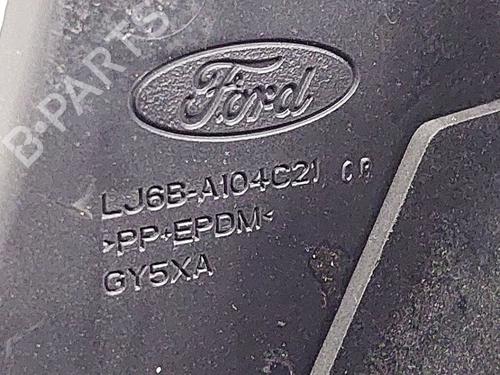 B-PARTS
Ford
LJ6B-A104C21 CB
>PP+EPDM<
GY5XA